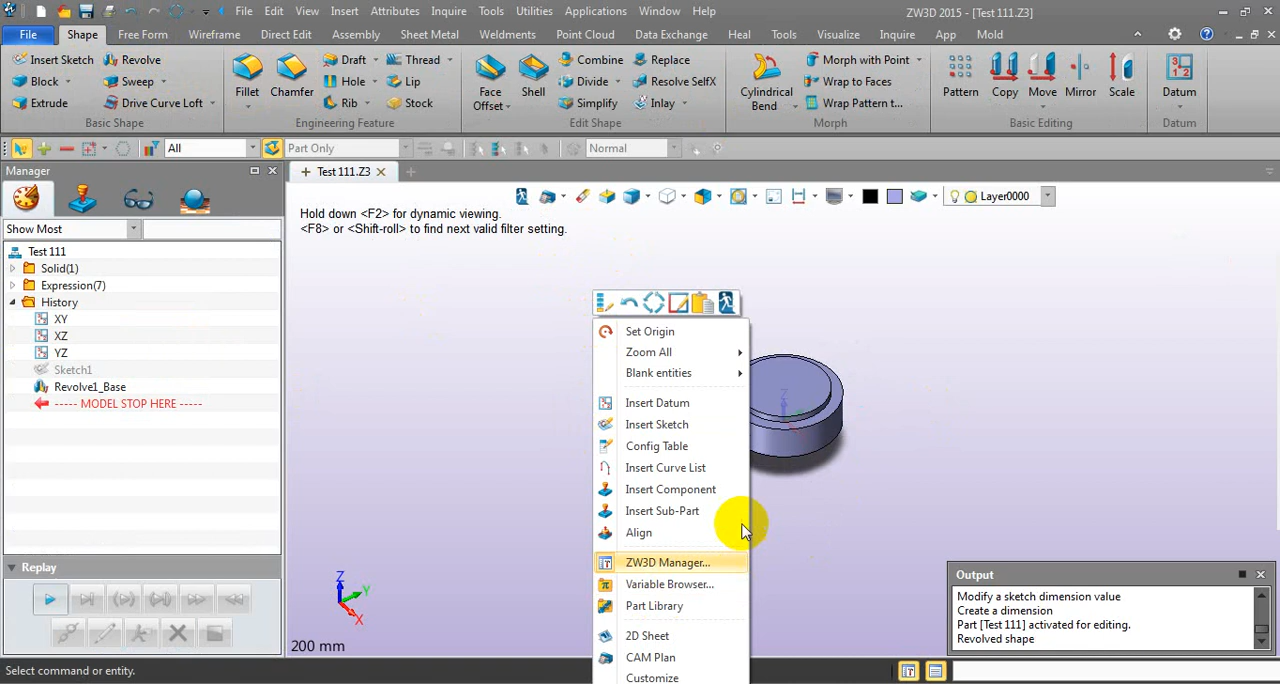 File Edit View Insert Attributes Inquire Tools Utilities Applications Window Help ZW3D 2015 - [Test 111.Z3]
File Shape Free Form Wireframe Direct Edit Assembly Sheet Metal Weldments Point Cloud Data Exchange Heal Tools Visualize Inquire App Mold
Insert Sketch Revolve
Block Sweep
Extrude Drive Curve Loft
Basic Shape
Fillet Chamfer
Draft Thread
Hole Lip
Rib Stock
Engineering Feature
Face Offset Shell
Combine Replace
Divide Resolve SelfX
Simplify Inlay
Edit Shape
Cylindrical Bend
Morph with Point
Wrap to Faces
Wrap Pattern t...
Morph
Pattern Copy Move Mirror Scale
Basic Editing
Datum
Datum
All Part Only Normal
Manager
Test 111.Z3
Show Most
Layer0000
Hold down <F2> for dynamic viewing.
<F8> or <Shift-roll> to find next valid filter setting.
Test 111
Solid(1)
Expression(7)
History
XY
XZ
YZ
Sketch1
Revolve1_Base
----- MODEL STOP HERE -----
Set Origin
Zoom All
Blank entities
Insert Datum
Insert Sketch
Config Table
Insert Curve List
Insert Component
Insert Sub-Part
Align
ZW3D Manager...
Variable Browser...
Part Library
2D Sheet
CAM Plan
Customize
Z
Replay
Z
Y
X
200 mm
Output
Modify a sketch dimension value
Create a dimension
Part [Test 111] activated for editing.
Revolved shape
Select command or entity.